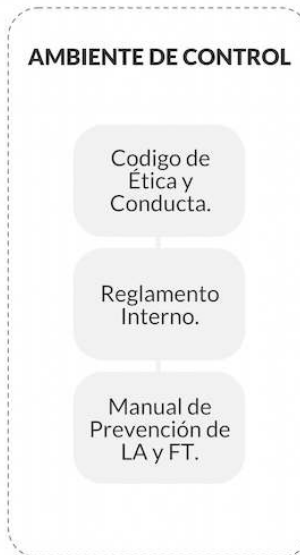 AMBIENTE DE CONTROL
Codigo de
Ética y
Conducta.
Reglamento
Interno.
Manual de
Prevención de
LA y FT.